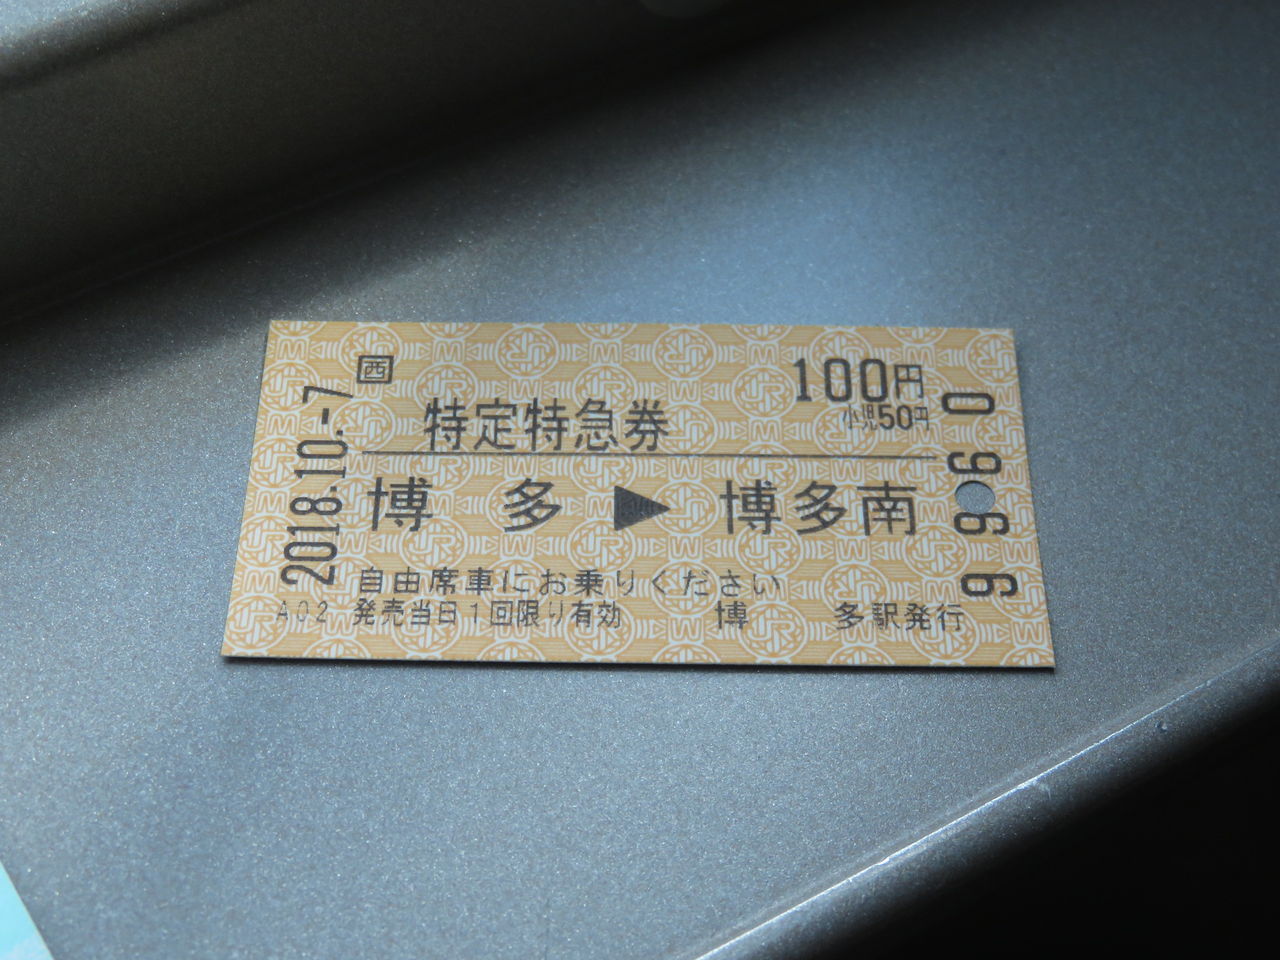 西
100円
小児50円
特定特急券
博多▶博多南
自由席車にお乗りください
A02 発売当日1回限り有効 博多駅発行
2018.10.-7
0966